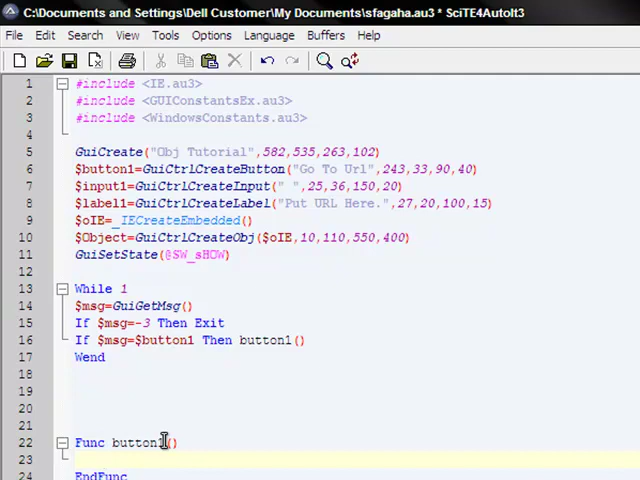 C:\Documents and Settings\Dell Customer\My Documents\sfagaha.au3 * SciTE4AutoIt3
File Edit Search View Tools Options Language Buffers Help
1 #include <IE.au3>
2 #include <GUIConstantsEx.au3>
3 #include <WindowsConstants.au3>
4
5 GuiCreate("Obj Tutorial",582,535,263,102)
6 $button1=GuiCtrlCreateButton("Go To Url",243,33,90,40)
7 $input1=GuiCtrlCreateInput(" ",25,36,150,20)
8 $label1=GuiCtrlCreateLabel("Put URL Here.",27,20,100,15)
9 $oIE=_IECreateEmbedded()
10 $Object=GuiCtrlCreateObj($oIE,10,110,550,400)
11 GuiSetState(@SW_sHOW)
12
13 While 1
14 $msg=GuiGetMsg()
15 If $msg=-3 Then Exit
16 If $msg=$button1 Then button1()
17 Wend
18
19
20
21
22 Func button1()
23
24 EndFunc